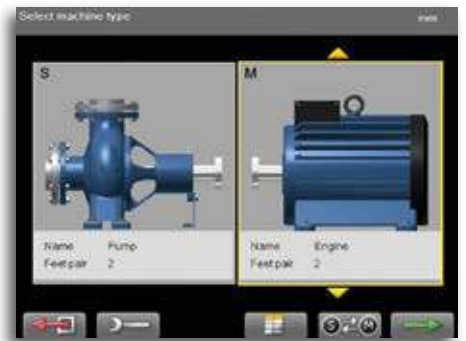 Select machine type
mm
S
M
Name Pump
Feet pair 2
Name Engine
Feet pair 2
S M